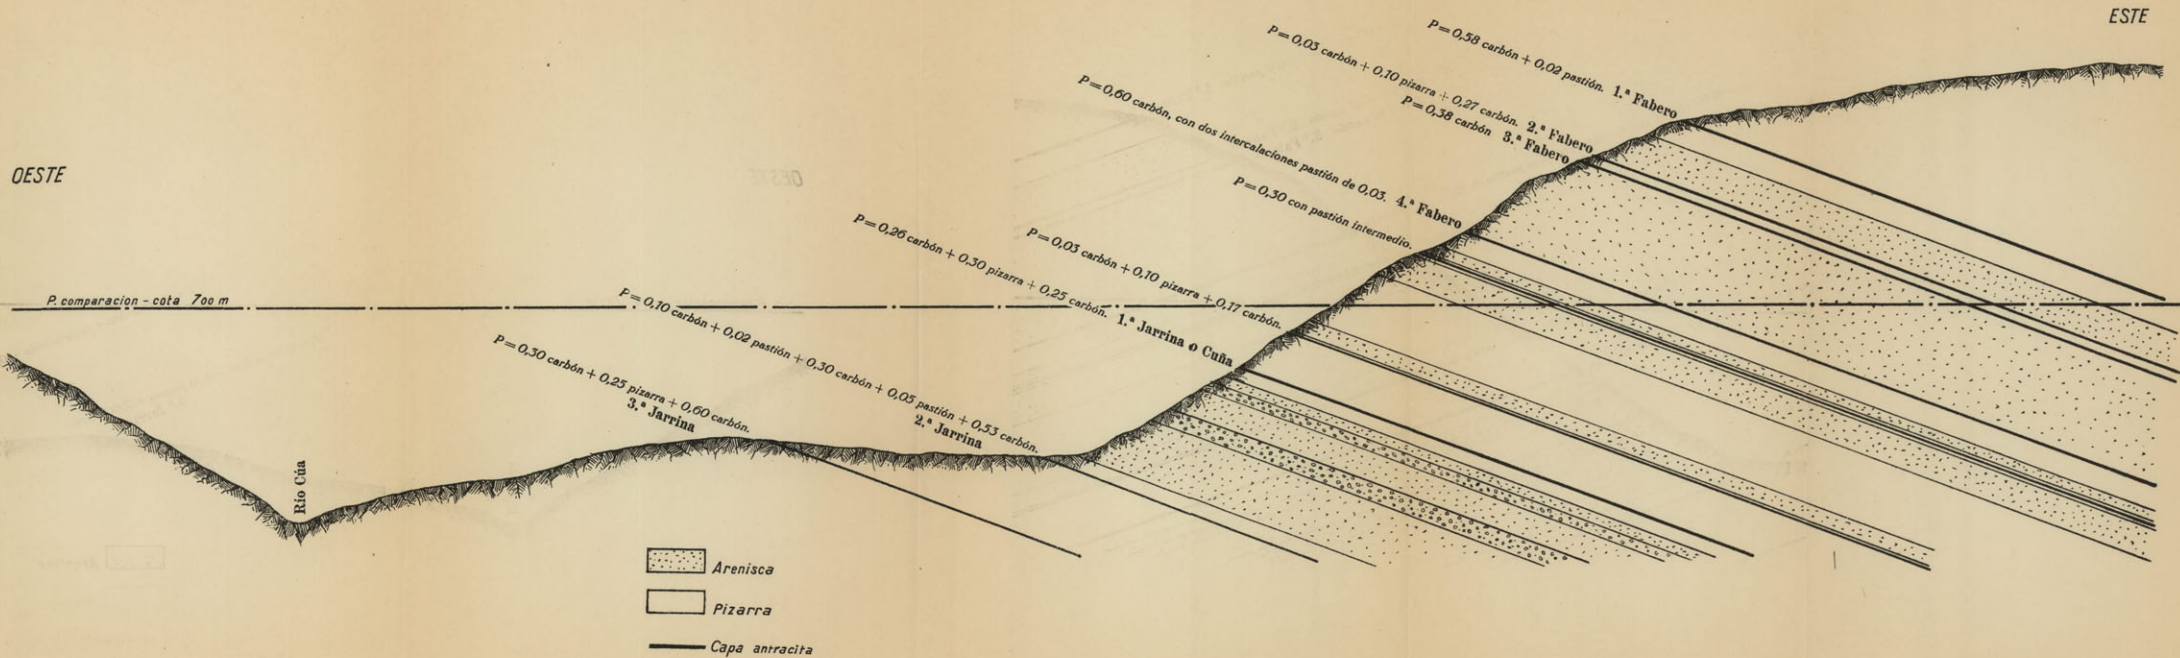 ESTE
P=0,58 carbón + 0,02 pastión. 1.ª Fabero
P=0,03 carbón + 0,10 pizarra + 0,27 carbón. 2.ª Fabero
P=0,38 carbón 3.ª Fabero
P=0,60 carbón, con dos intercalaciones pastión de 0,03. 4.ª Fabero
OESTE
P=0,30 con pastión intermedio.
P=0,03 carbón + 0,10 pizarra + 0,17 carbón.
P=0,26 carbón + 0,30 pizarra + 0,25 carbón. 1.ª Jarrina o Cuña
P. comparacion - cota 700 m
P=0,10 carbón + 0,02 pastión + 0,30 carbón + 0,05 pastión + 0,53 carbón.
2.ª Jarrina
P=0,30 carbón + 0,25 pizarra + 0,60 carbón.
3.ª Jarrina
Río Cúa
Arenisca
Pizarra
Capa antracita